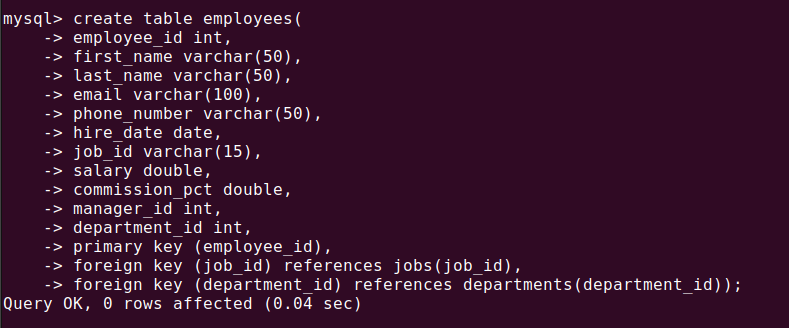 mysql> create table employees(
    -> employee_id int,
    -> first_name varchar(50),
    -> last_name varchar(50),
    -> email varchar(100),
    -> phone_number varchar(50),
    -> hire_date date,
    -> job_id varchar(15),
    -> salary double,
    -> commission_pct double,
    -> manager_id int,
    -> department_id int,
    -> primary key (employee_id),
    -> foreign key (job_id) references jobs(job_id),
    -> foreign key (department_id) references departments(department_id));
Query OK, 0 rows affected (0.04 sec)